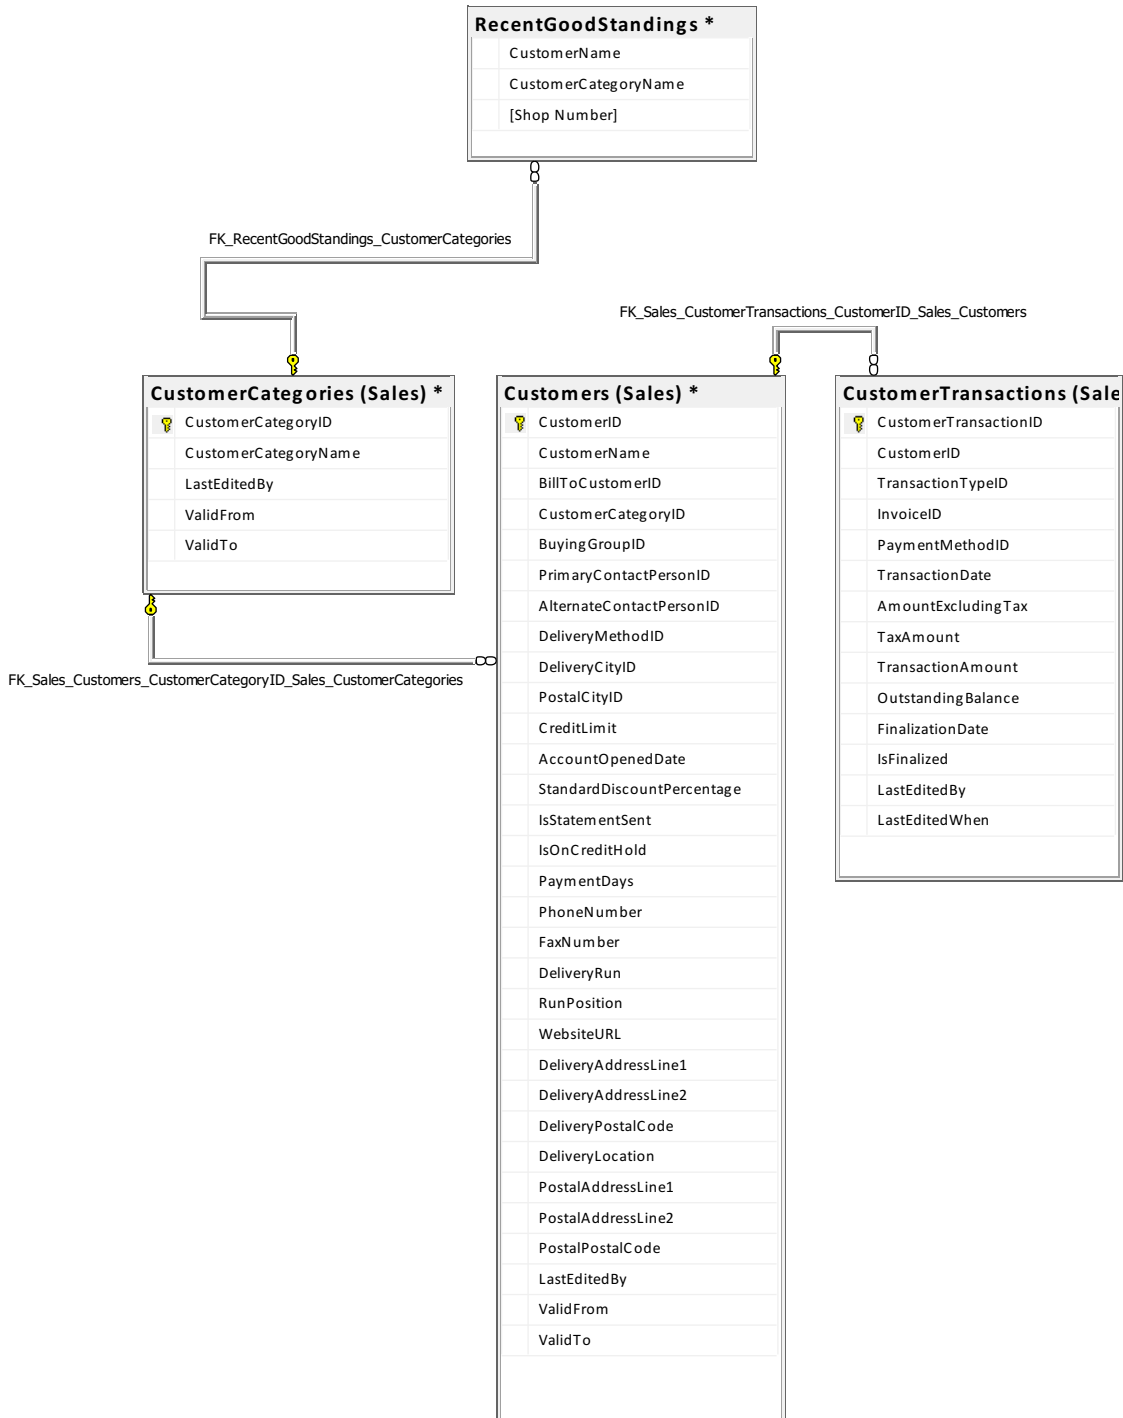 RecentGoodStandings *
CustomerName
CustomerCategoryName
[Shop Number]
FK_RecentGoodStandings_CustomerCategories
FK_Sales_CustomerTransactions_CustomerID_Sales_Customers
CustomerCategories (Sales) *
CustomerCategoryID
CustomerCategoryName
LastEditedBy
ValidFrom
ValidTo
FK_Sales_Customers_CustomerCategoryID_Sales_CustomerCategories
Customers (Sales) *
CustomerID
CustomerName
BillToCustomerID
CustomerCategoryID
BuyingGroupID
PrimaryContactPersonID
AlternateContactPersonID
DeliveryMethodID
DeliveryCityID
PostalCityID
CreditLimit
AccountOpenedDate
StandardDiscountPercentage
IsStatementSent
IsOnCreditHold
PaymentDays
PhoneNumber
FaxNumber
DeliveryRun
RunPosition
WebsiteURL
DeliveryAddressLine1
DeliveryAddressLine2
DeliveryPostalCode
DeliveryLocation
PostalAddressLine1
PostalAddressLine2
PostalPostalCode
LastEditedBy
ValidFrom
ValidTo
CustomerTransactions (Sale
CustomerTransactionID
CustomerID
TransactionTypeID
InvoiceID
PaymentMethodID
TransactionDate
AmountExcludingTax
TaxAmount
TransactionAmount
OutstandingBalance
FinalizationDate
IsFinalized
LastEditedBy
LastEditedWhen